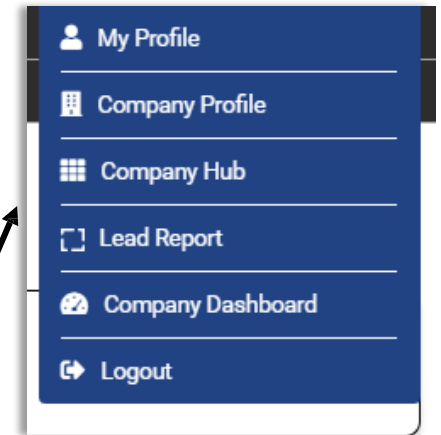 My Profile
Company Profile
Company Hub
Lead Report
Company Dashboard
Logout